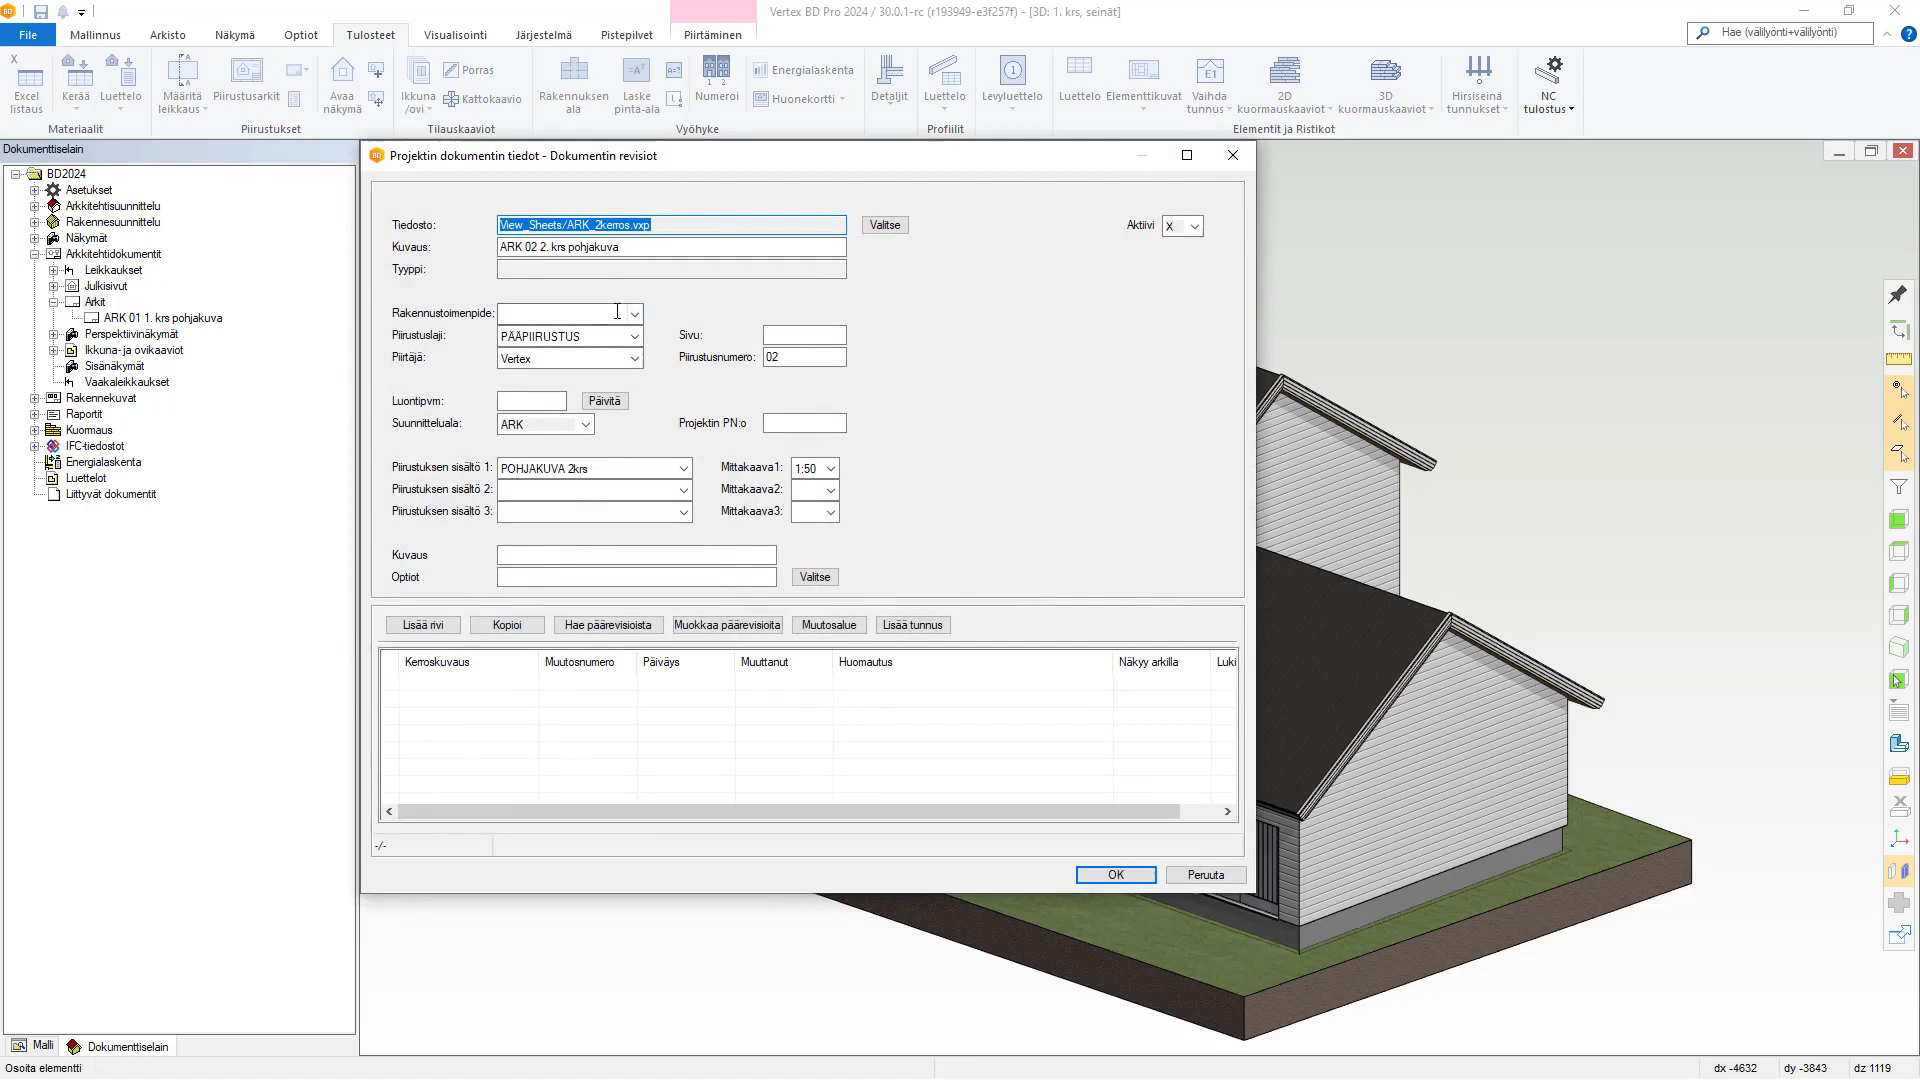 Vertex BD Pro 2024 / 30.0.1-rc (r193949-e3f257f) - [3D: 1. krs, seinät]
File Mallinnus Arkisto Näkymä Optiot Tulosteet Visualisointi Järjestelmä Pistepilvet Piirtäminen
Hae (välilyönti+välilyönti)
Excel listaus
Kerää
Luettelo
Materiaalit
Määritä leikkaus
Piirustusarkit
Avaa näkymä
Piirustukset
Ikkuna /ovi
Porras
Kattokaavio
Tilauskaaviot
Rakennuksen ala
Laske pinta-ala
Numeroi
Energialaskenta
Huonekortti
Vyöhyke
Detaljit
Luettelo
Profiilit
Levyluettelo
Luettelo
Elementtikuvat
Vaihda tunnus
2D kuormauskaaviot
3D kuormauskaaviot
Hirsiseinä tunnukset
Elementit ja Ristikot
NC tulostus
Dokumenttiselain
BD2024
Asetukset
Arkkitehtisuunnittelu
Rakennesuunnittelu
Näkymät
Arkkitehtidokumentit
Leikkaukset
Julkisivut
Arkit
ARK 01 1. krs pohjakuva
Perspektiivinäkymät
Ikkuna- ja ovikaaviot
Sisänäkymät
Vaakaleikkaukset
Rakennekuvat
Raportit
Kuormaus
IFC-tiedostot
Energialaskenta
Luettelot
Liittyvät dokumentit
Projektin dokumentin tiedot - Dokumentin revisiot
Tiedosto: View_Sheets/ARK_2kerros.vxp Valitse Aktiivi X
Kuvaus: ARK 02 2. krs pohjakuva
Tyyppi:
Rakennustoimenpide:
Piirustuslaji: PÄÄPIIRUSTUS Sivu:
Piirtäjä: Vertex Piirustusnumero: 02
Luontipvm: Päivitä
Suunnitteluala: ARK Projektin PN:o
Piirustuksen sisältö 1: POHJAKUVA 2krs Mittakaava1: 1:50
Piirustuksen sisältö 2: Mittakaava2:
Piirustuksen sisältö 3: Mittakaava3:
Kuvaus
Optiot Valitse
Lisää rivi Kopioi Hae päärevisioista Muokkaa päärevisioita Muutosalue Lisää tunnus
Kerroskuvaus Muutosnumero Päiväys Muuttanut Huomautus Näkyy arkilla Luki
-/-
OK Peruuta
Malli Dokumenttiselain
Osoita elementti dx -4632 dy -3843 dz 1119